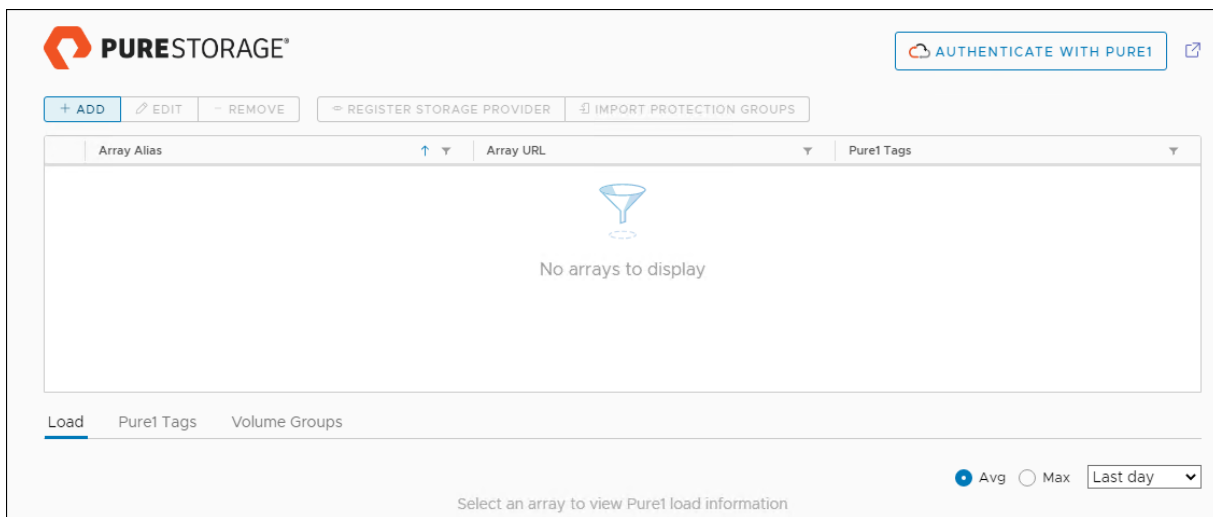 PURESTORAGE®
AUTHENTICATE WITH PURE1
+ ADD EDIT - REMOVE REGISTER STORAGE PROVIDER IMPORT PROTECTION GROUPS
Array Alias Array URL Pure1 Tags
No arrays to display
Load Pure1 Tags Volume Groups
Avg Max Last day
Select an array to view Pure1 load information